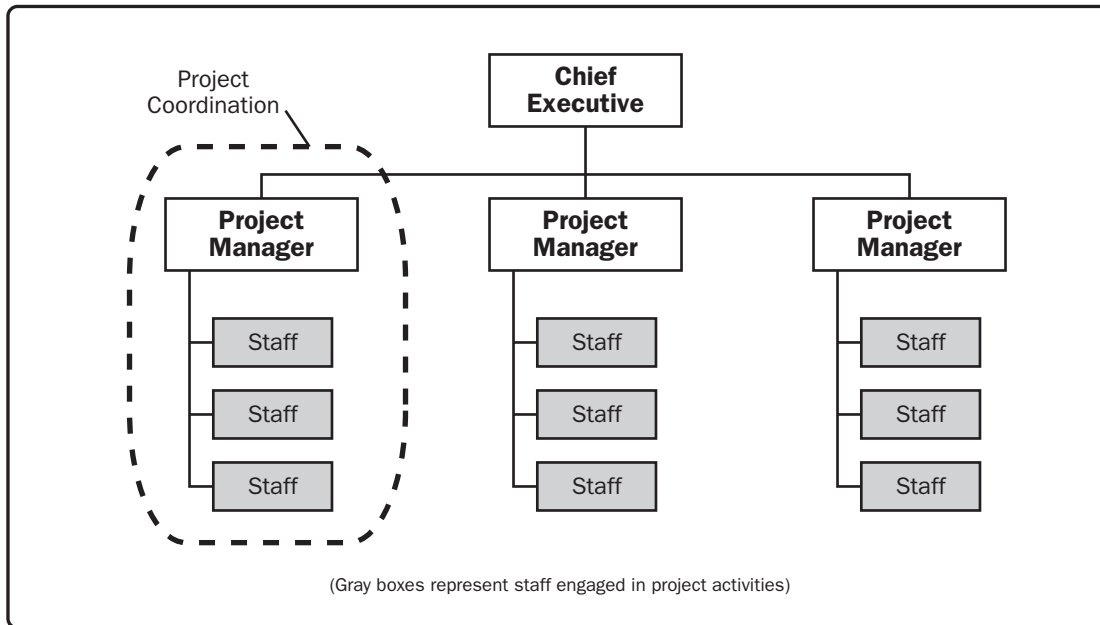 Project
Coordination
Chief
Executive
Project
Manager
Project
Manager
Project
Manager
Staff
Staff
Staff
Staff
Staff
Staff
Staff
Staff
Staff
(Gray boxes represent staff engaged in project activities)